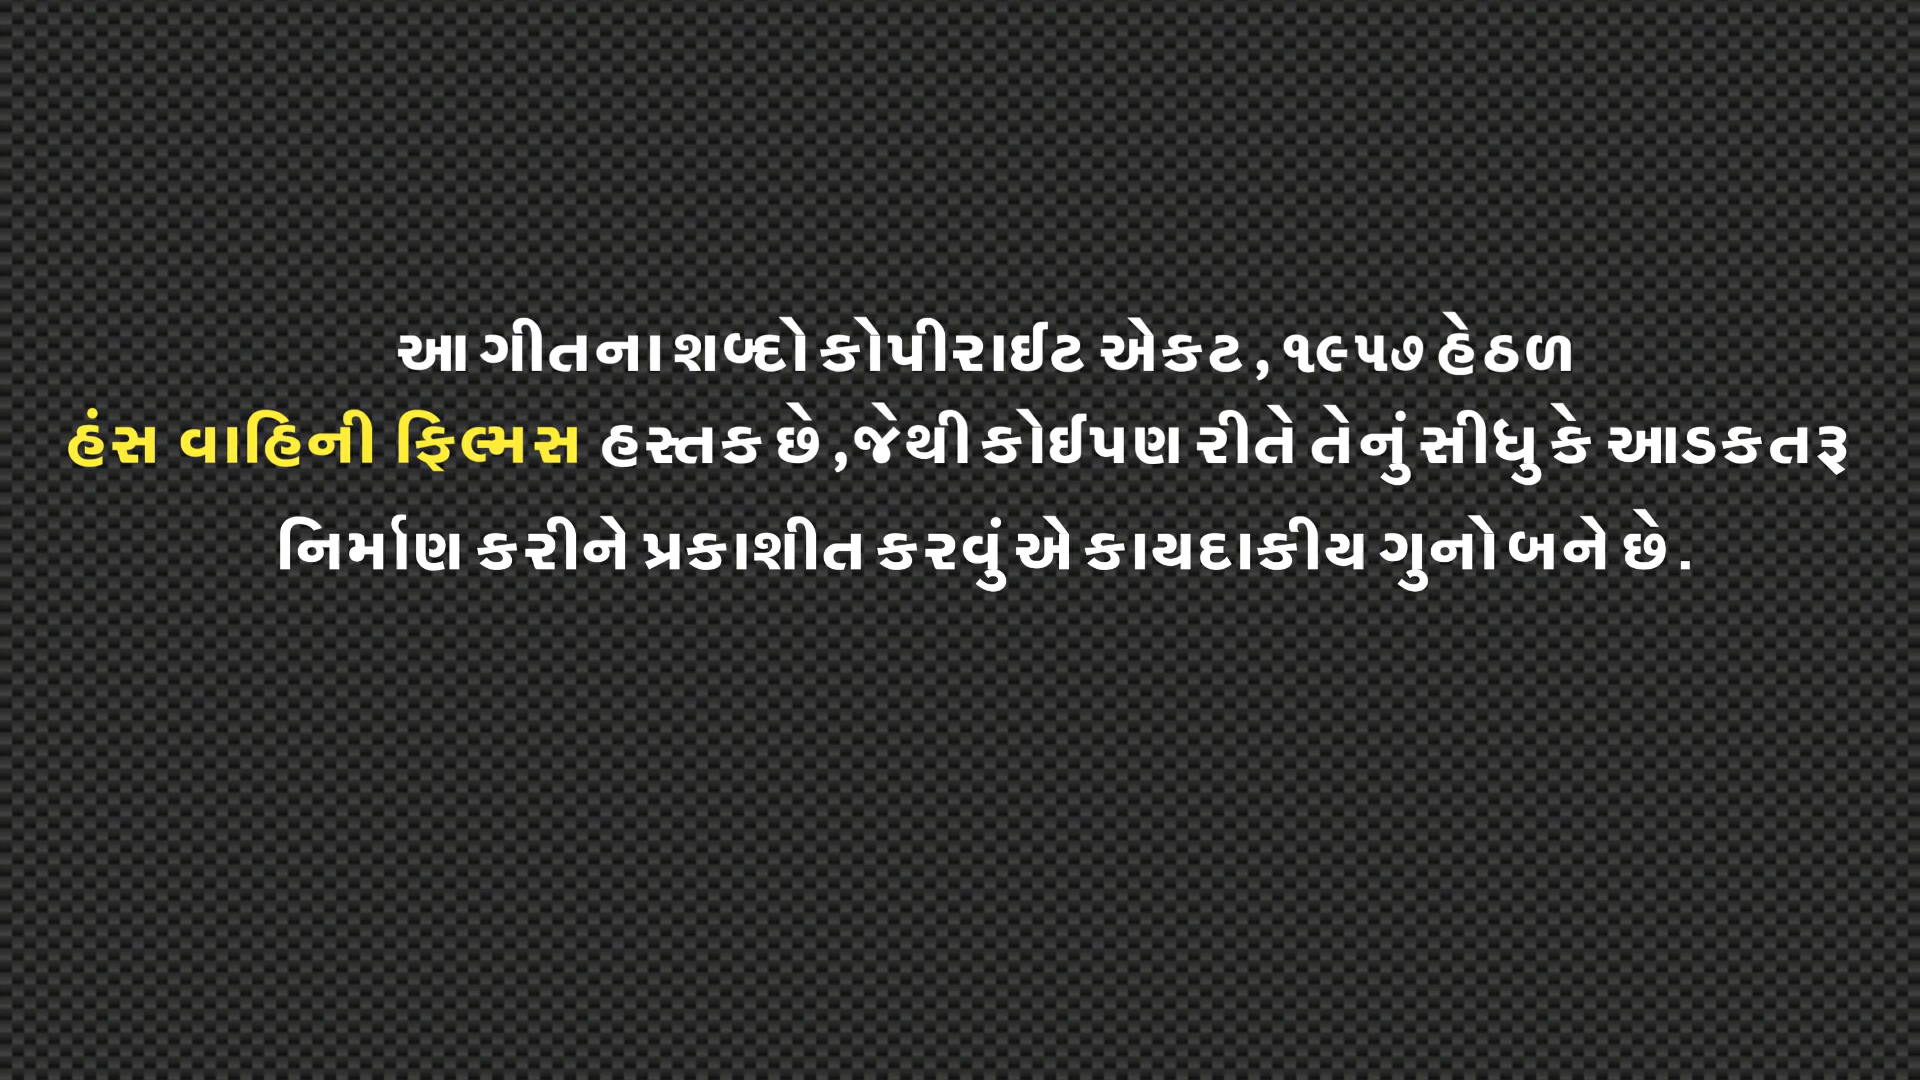 આ ગીતના શબ્દો કોપીરાઈટ એકટ , ૧૯૫૭ હેઠળ
હંસ વાહિની ફિલ્મસ હસ્તક છે ,જેથી કોઈપણ રીતે તેનું સીધુ કે આડકતરૂ
નિર્માણ કરીને પ્રકાશીત કરવું એ કાયદાકીય ગુનો બને છે .